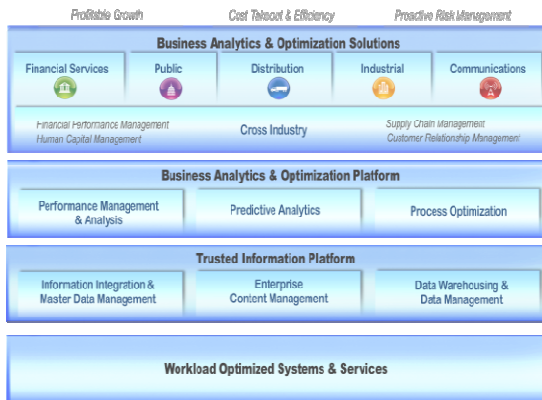 Profitable Growth Cost Takeout & Efficiency Proactive Risk Management
Business Analytics & Optimization Solutions
Financial Services Public Distribution Industrial Communications
Financial Performance Management
Human Capital Management
Cross Industry
Supply Chain Management
Customer Relationship Management
Business Analytics & Optimization Platform
Performance Management
& Analysis
Predictive Analytics
Process Optimization
Trusted Information Platform
Information Integration &
Master Data Management
Enterprise
Content Management
Data Warehousing &
Data Management
Workload Optimized Systems & Services